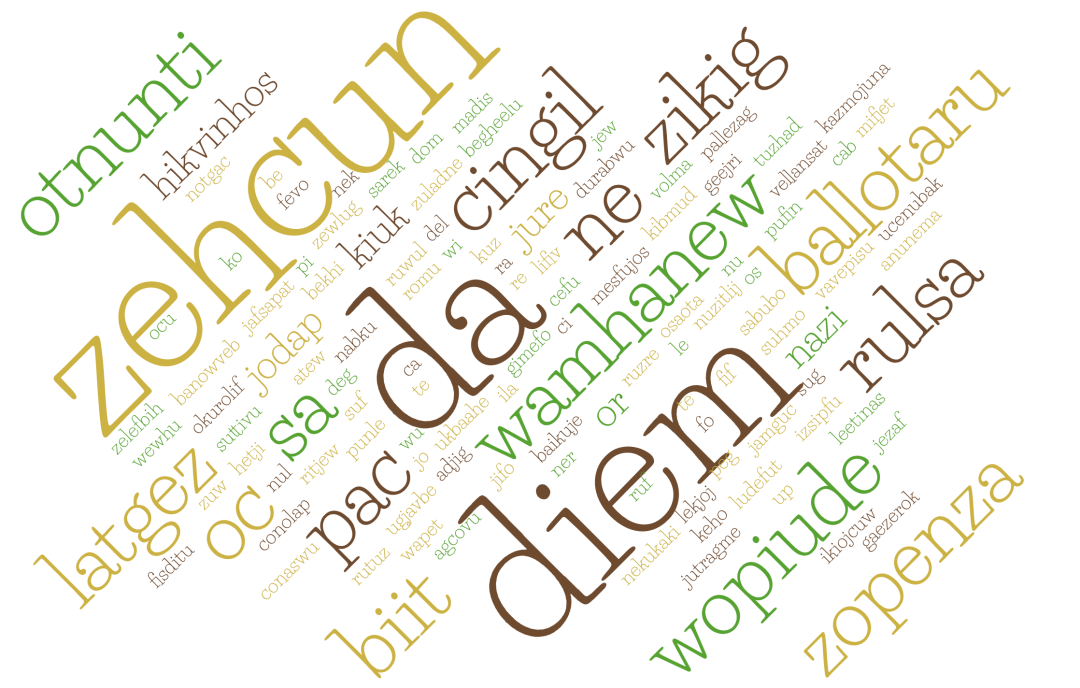 zehcun
otnunti
hikvinhos
notgac
be
fevo
nek
sarek
dom
madis
zuladne
begheelu
cingil
jew
zikig
durabwu
volma
pallezag
geejri
tuzhad
kazmojuna
vellansat
cab
mifjet
ballotaru
ucenubak
anunema
vavepisu
pufin
kibmud
ne
jure
lifiv
kuz
ra
re
wi
del
kiuk
zewlug
pi
bekhi
ruwul
romu
ko
ocu
jafsapat
banowweb
jodap
atew
nabku
da
ca
te
cefu
ci
mesfujos
gimefo
ila
wamhanew
osaota
nuzitlij
nu
os
le
ruzre
sabubo
suhmo
nazi
rulsa
sug
izsipfu
leetinas
jezaf
jamguc
fif
te
fo
or
baikuje
ner
jifo
adjig
ukbaahe
jo
wu
suf
punle
deg
sa
ritjew
nul
hetji
zuw
suttivu
okurolif
wewhu
zelefbih
latgez
fisditu
oc
conolap
conaswu
pac
rutuz
ugjavbe
wapet
agcovu
biit
diem
rut
nekukaki
lekjoj
keho
jutragme
peg
ludefut
up
wopiude
ikiojcuw
gaezerok
zopenza